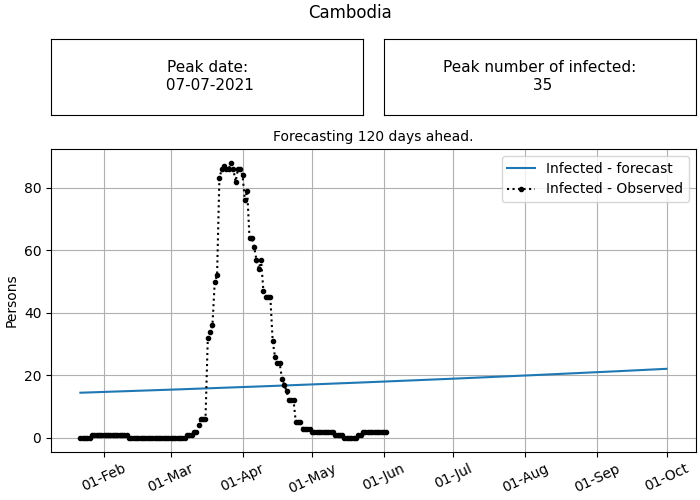 Cambodia
Peak date:
07-07-2021
Peak number of infected:
35
Forecasting 120 days ahead.
Infected - forecast
Infected - Observed
Persons
80
60
40
20
0
01-Feb
01-Mar
01-Apr
01-May
01-Jun
01-Jul
01-Aug
01-Sep
01-Oct